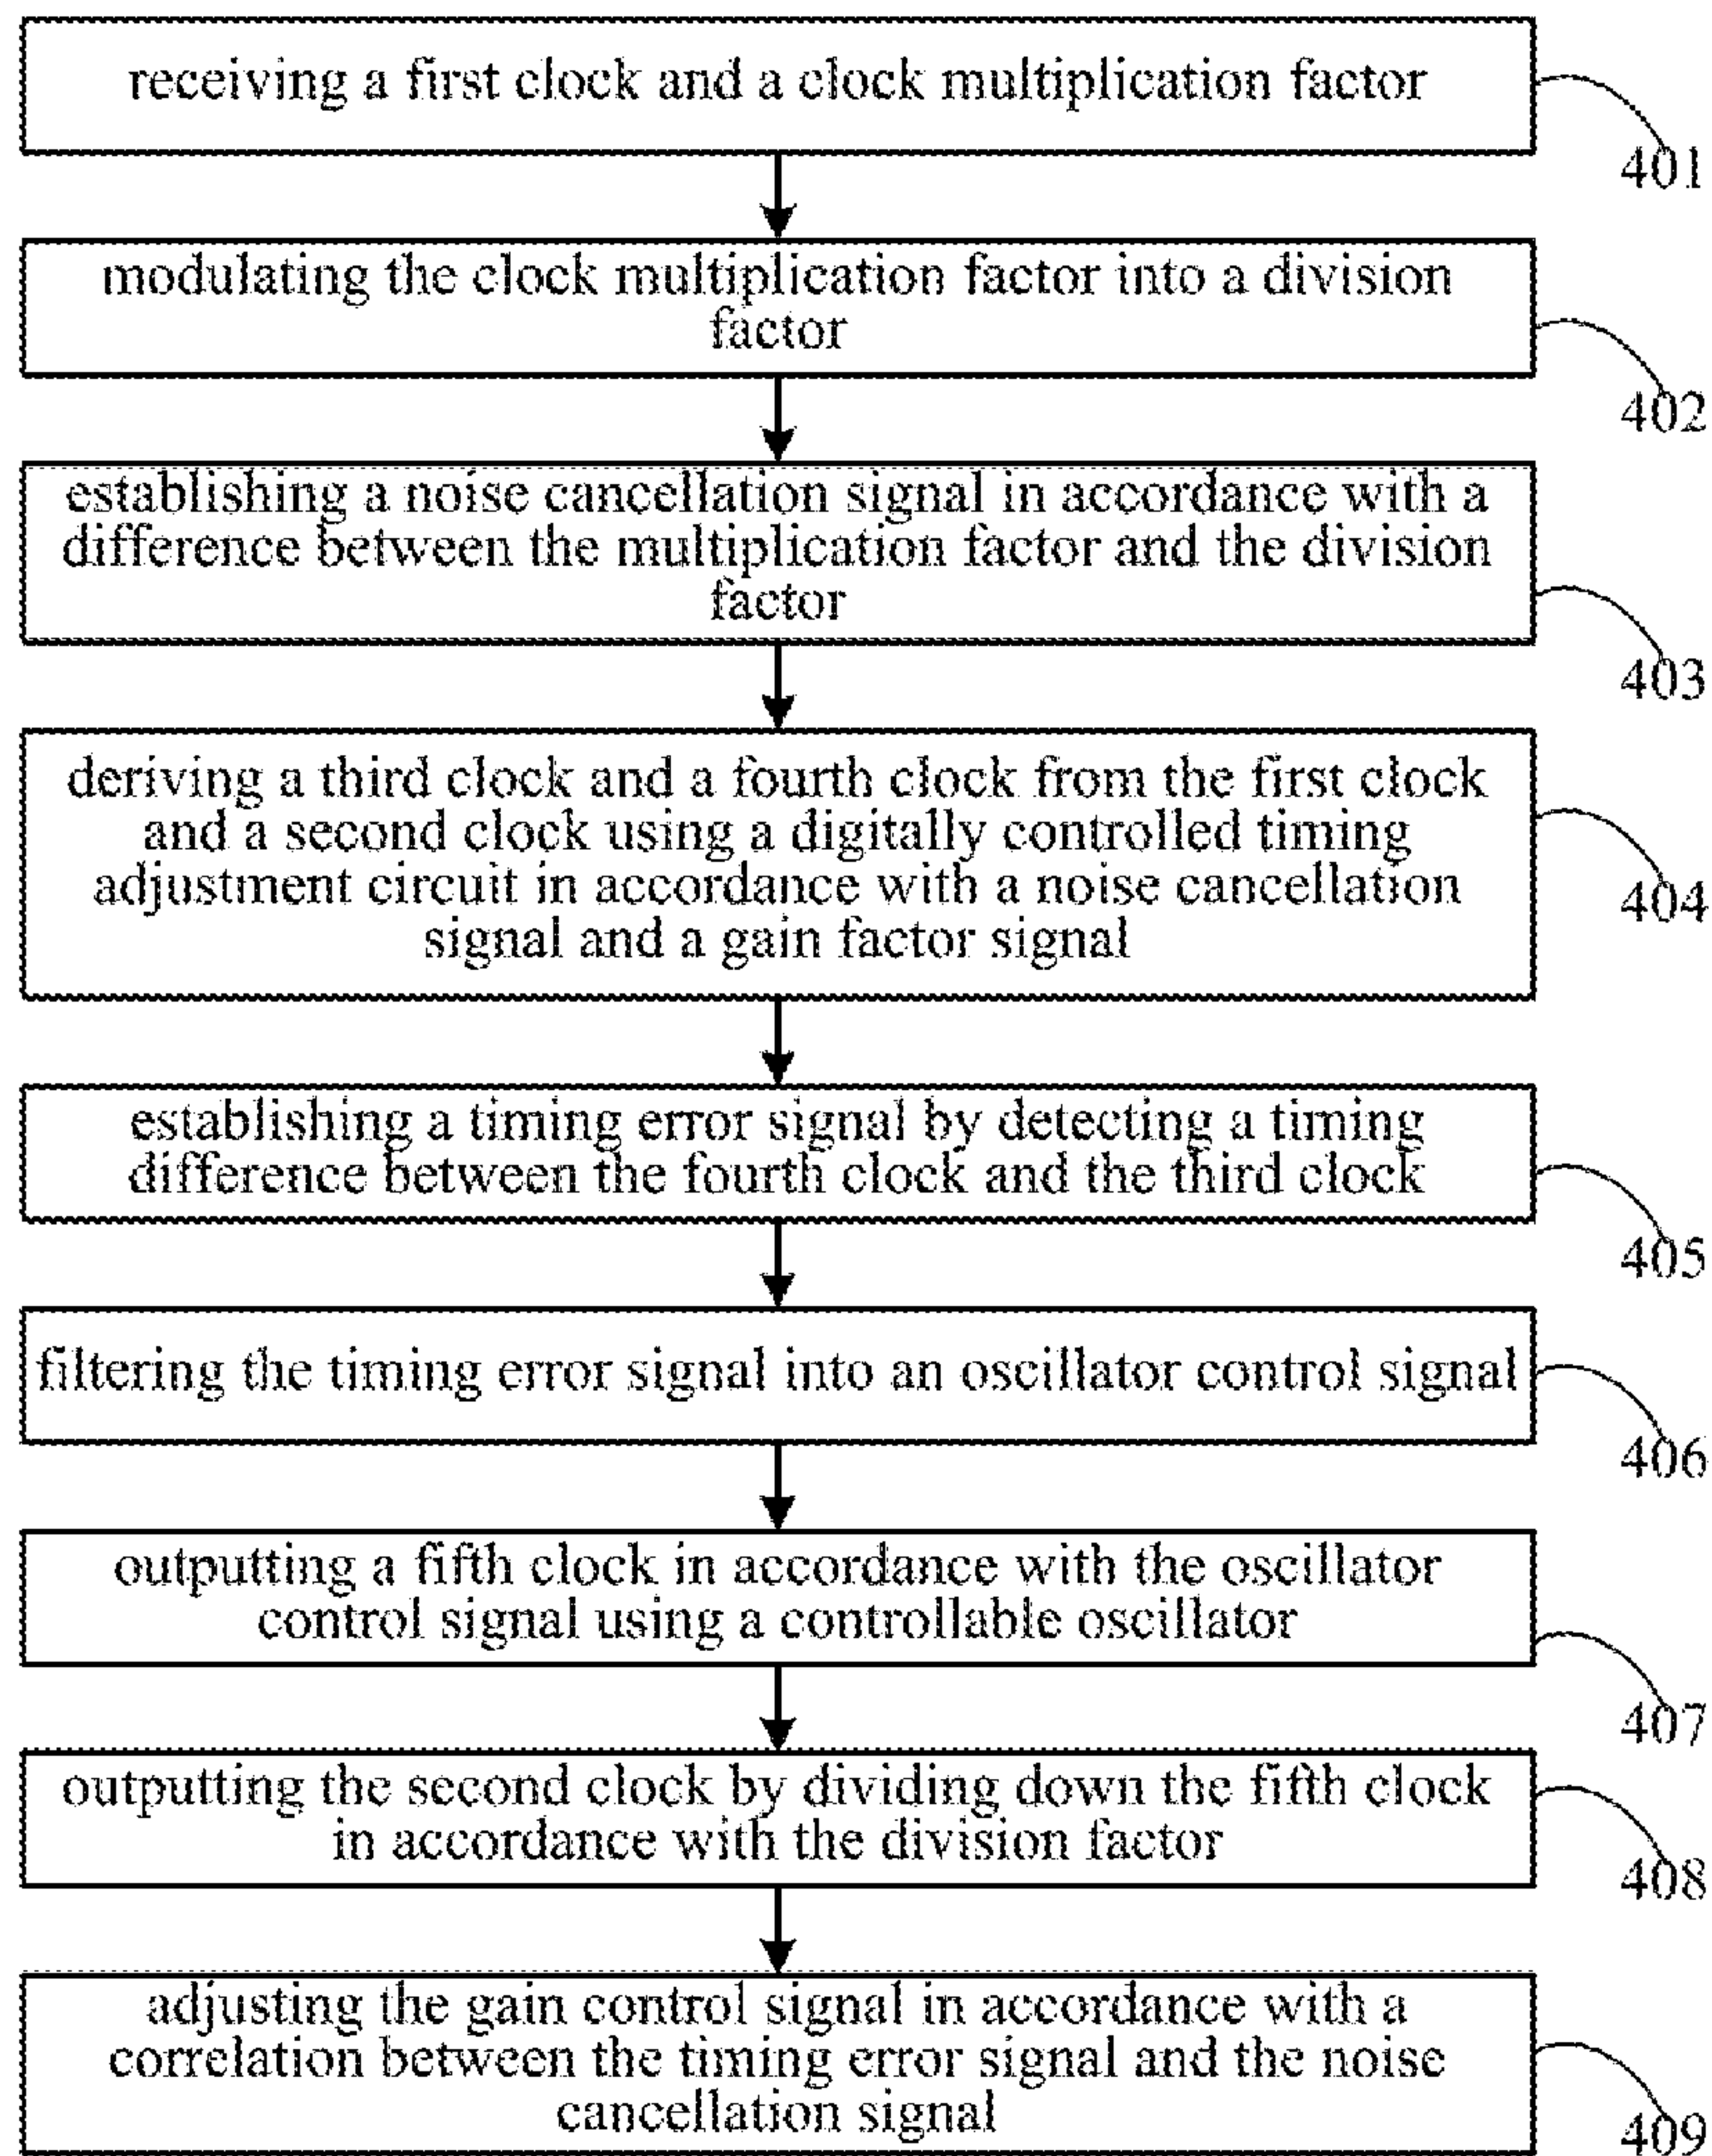 receiving a first clock and a clock multiplication factor
401
modulating the clock multiplication factor into a division
factor
402
establishing a noise cancellation signal in accordance with a
difference between the multiplication factor and the division
factor
403
deriving a third clock and a fourth clock from the first clock
and a second clock using a digitally controlled timing
adjustment circuit in accordance with a noise cancellation
signal and a gain factor signal
404
establishing a timing error signal by detecting a timing
difference between the fourth clock and the third clock
405
filtering the timing error signal into an oscillator control signal
406
outputting a fifth clock in accordance with the oscillator
control signal using a controllable oscillator
407
outputting the second clock by dividing down the fifth clock
in accordance with the division factor
408
adjusting the gain control signal in accordance with a
correlation between the timing error signal and the noise
cancellation signal
409